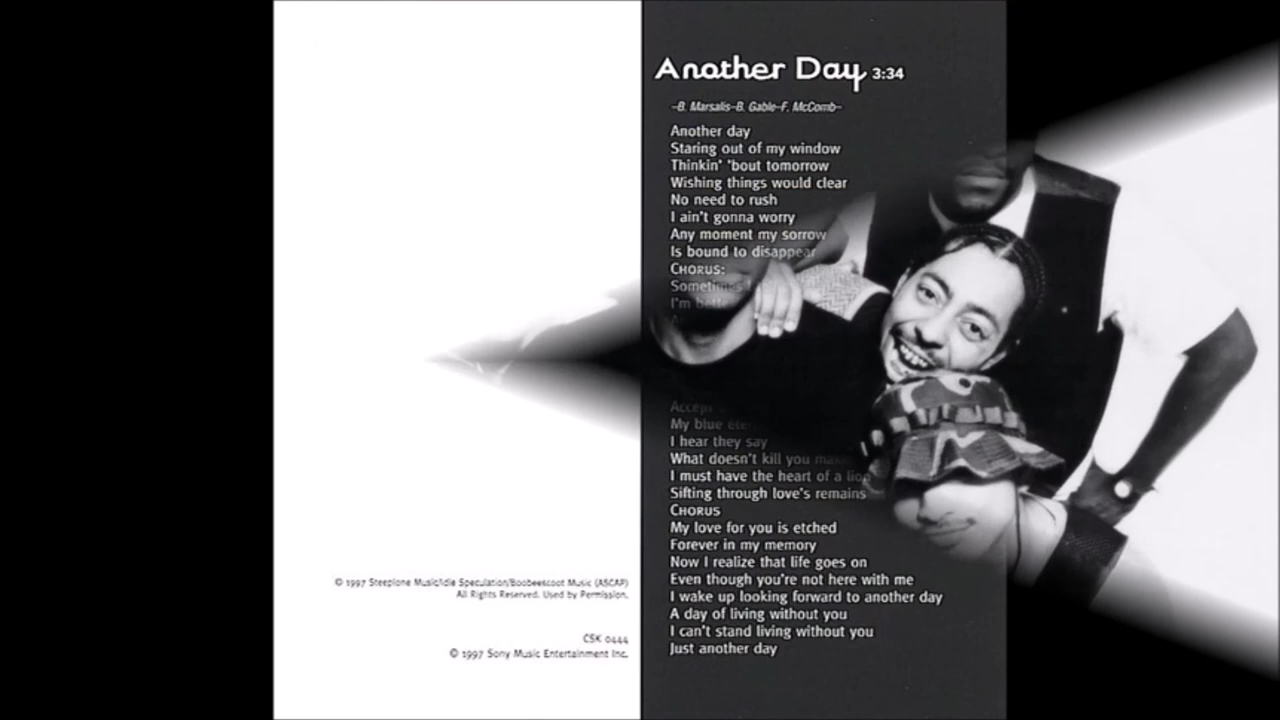 Another Day 3:34
–B. Marsalis–B. Gable–F. McComb–
Another day
Staring out of my window
Thinkin' 'bout tomorrow
Wishing things would clear
No need to rush
I ain't gonna worry
Any moment my sorrow
Is bound to disappear
CHORUS:
Sometimes I
I'm better
Accept
My blue
I hear they say
What doesn't kill you
I must have the heart of a lion
Sifting through love's remains
CHORUS
My love for you is etched
Forever in my memory
Now I realize that life goes on
Even though you're not here with me
I wake up looking forward to another day
A day of living without you
I can't stand living without you
Just another day
© 1997 Steeplone Music/Idle Speculation/Boobeescoot Music (ASCAP)
All Rights Reserved. Used by Permission.
CSK 0444
© 1997 Sony Music Entertainment Inc.